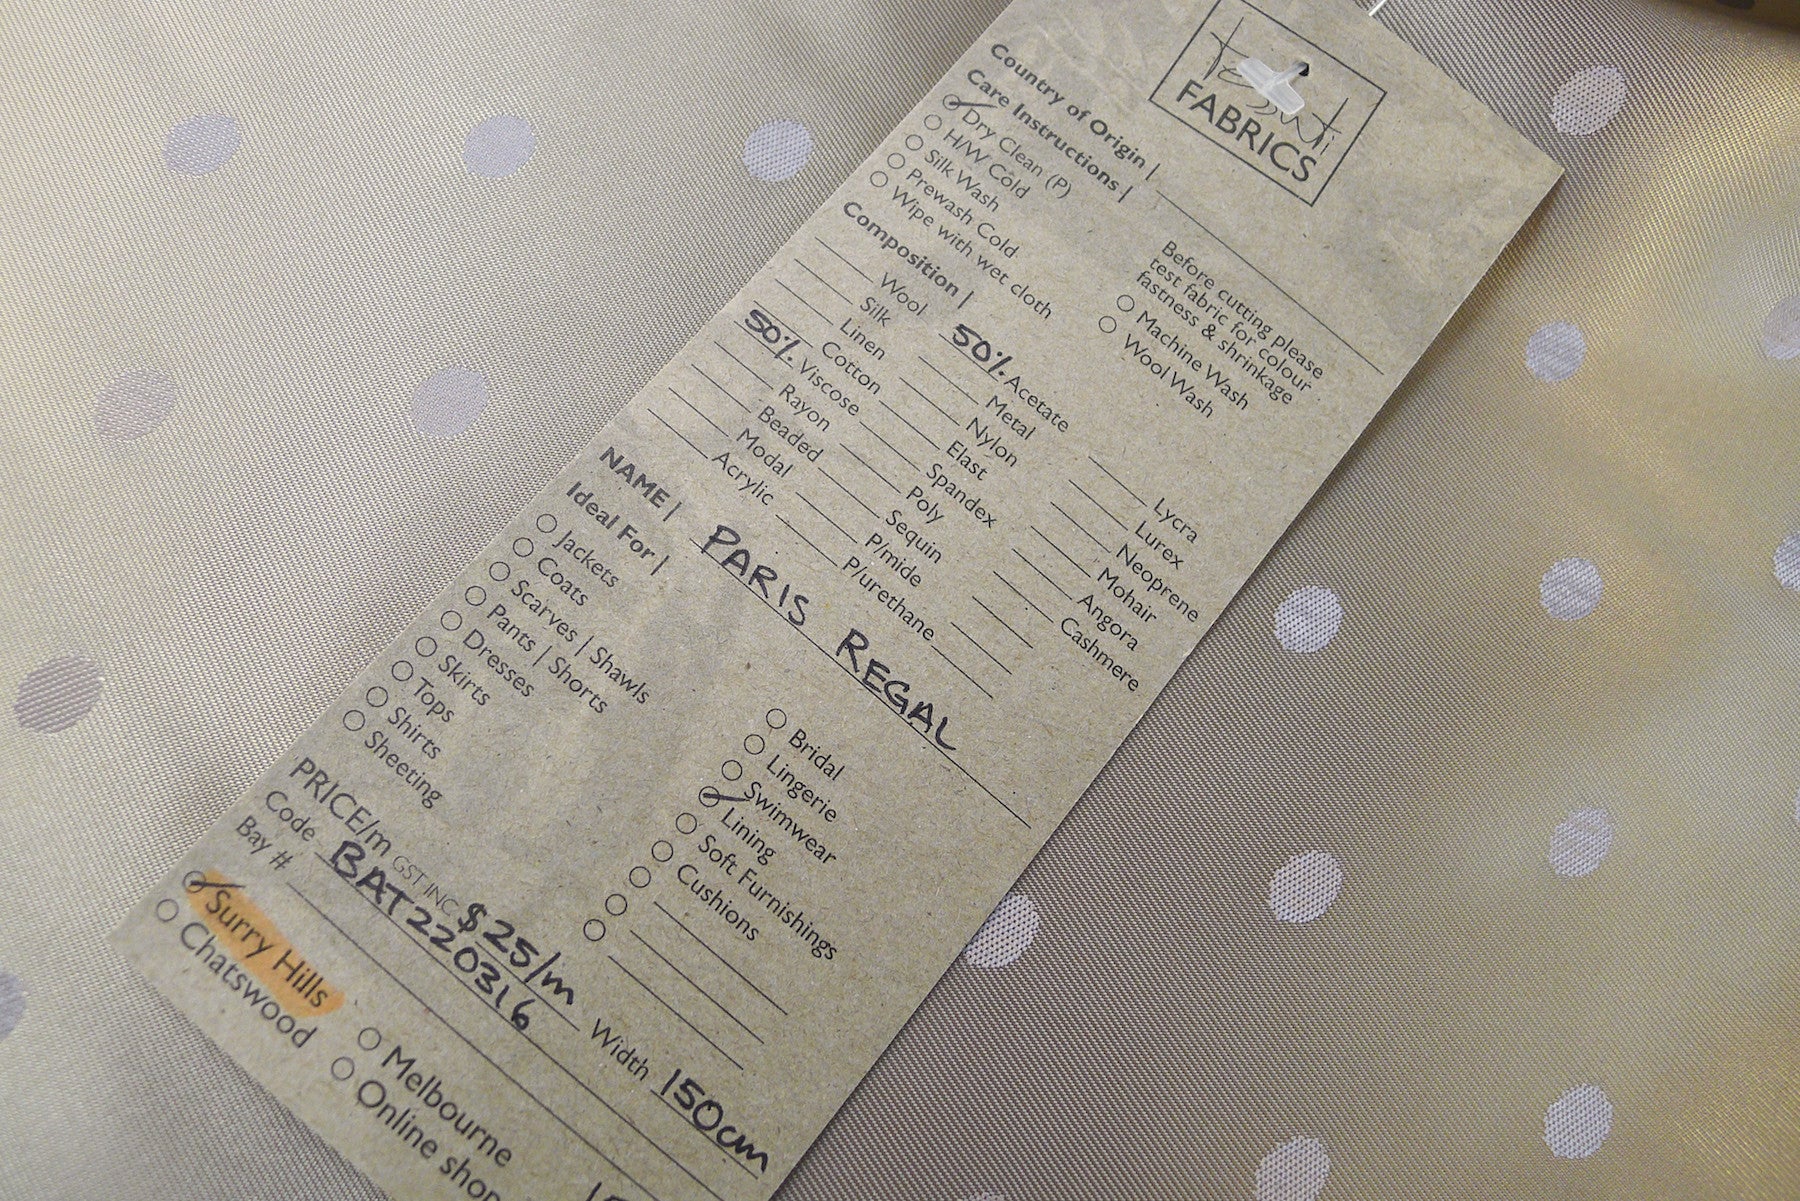 Tessuti
FABRICS
Country of Origin |
Care Instructions |
Dry Clean (P)
H/W Cold
Silk Wash
Prewash Cold
Wipe with wet cloth
Before cutting please
test fabric for colour
fastness & shrinkage
Machine Wash
Wool Wash
Composition |
Wool
Silk
Linen
Cotton
50% Viscose
Rayon
Beaded
Modal
Acrylic
50% Acetate
Metal
Nylon
Elast
Spandex
Poly
Sequin
P/mide
P/urethane
Lycra
Lurex
Neoprene
Mohair
Angora
Cashmere
NAME | PARIS REGAL
Ideal For |
Jackets
Coats
Scarves | Shawls
Pants | Shorts
Dresses
Skirts
Tops
Shirts
Sheeting
Bridal
Lingerie
Swimwear
Lining
Soft Furnishings
Cushions
PRICE/m GST INC $25/m
Code BAT220316 Width 150cm
Bay #
Surry Hills
Chatswood
Melbourne
Online